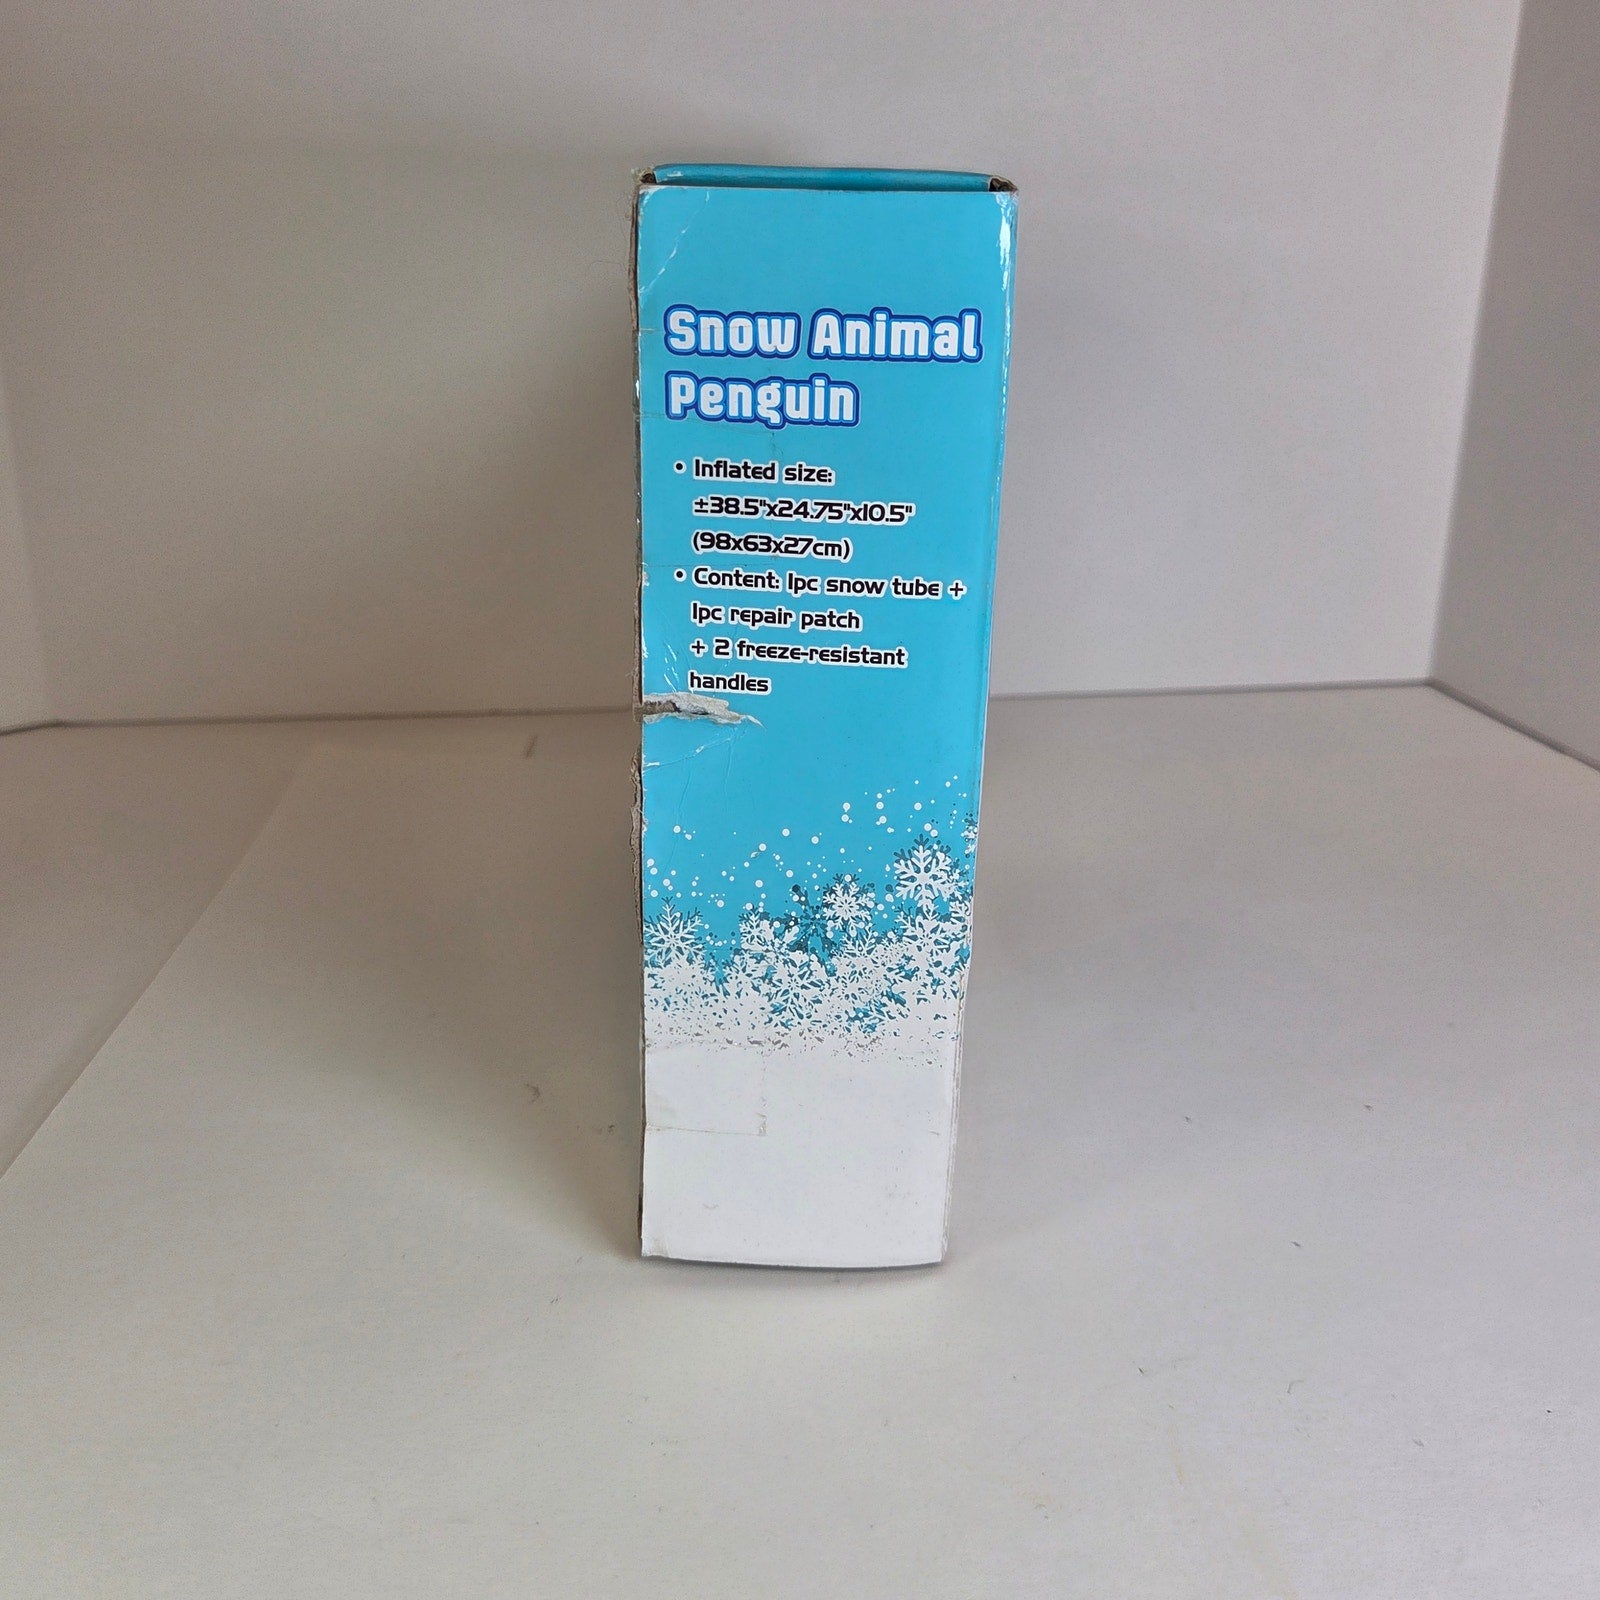 Snow Animal
Penguin
• Inflated size:
±38.5"x24.75"x10.5"
(98x63x27cm)
• Content: 1pc snow tube +
1pc repair patch
+ 2 freeze-resistant
handles